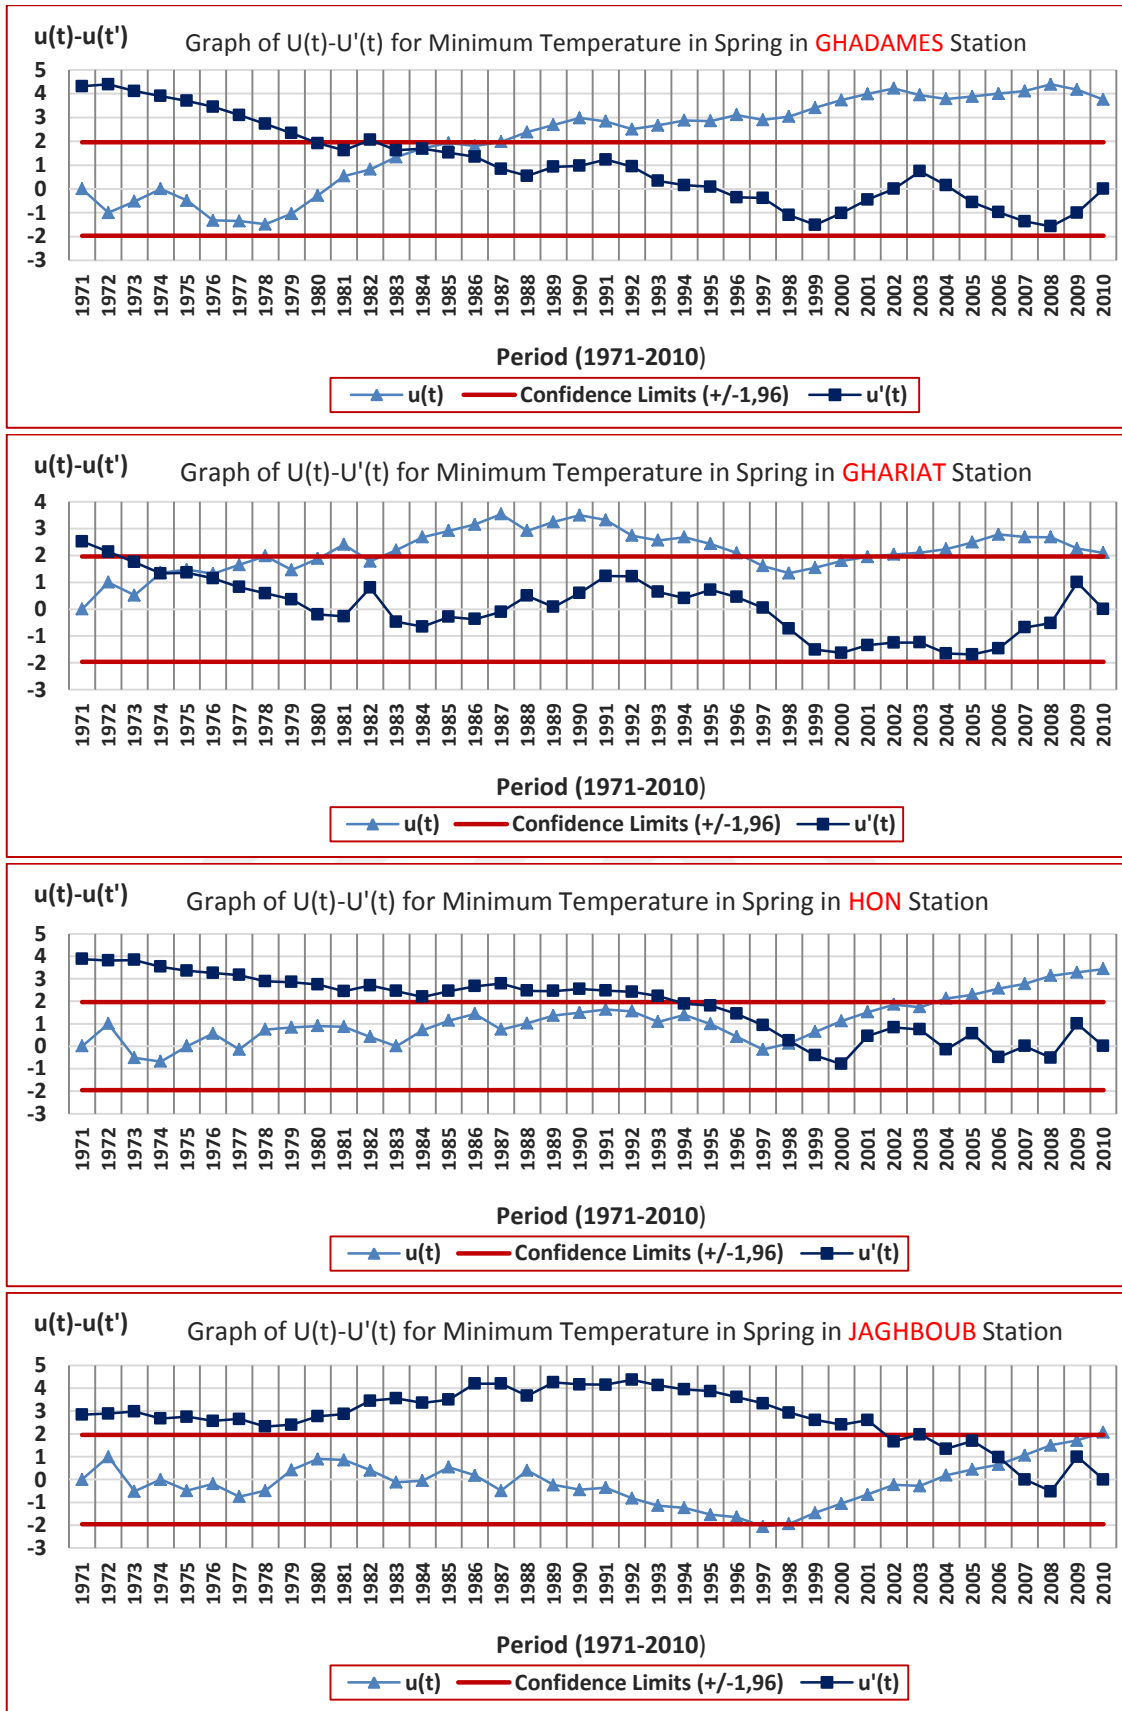 u(t)-u(t')
Graph of U(t)-U'(t) for Minimum Temperature in Spring in GHADAMES Station
5
4
3
2
1
0
-1
-2
-3
1971 1972 1973 1974 1975 1976 1977 1978 1979 1980 1981 1982 1983 1984 1985 1986 1987 1988 1989 1990 1991 1992 1993 1994 1995 1996 1997 1998 1999 2000 2001 2002 2003 2004 2005 2006 2007 2008 2009 2010
Period (1971-2010)
u(t) Confidence Limits (+/-1,96) u'(t)
u(t)-u(t')
Graph of U(t)-U'(t) for Minimum Temperature in Spring in GHARIAT Station
4
3
2
1
0
-1
-2
-3
1971 1972 1973 1974 1975 1976 1977 1978 1979 1980 1981 1982 1983 1984 1985 1986 1987 1988 1989 1990 1991 1992 1993 1994 1995 1996 1997 1998 1999 2000 2001 2002 2003 2004 2005 2006 2007 2008 2009 2010
Period (1971-2010)
u(t) Confidence Limits (+/-1,96) u'(t)
u(t)-u(t')
Graph of U(t)-U'(t) for Minimum Temperature in Spring in HON Station
5
4
3
2
1
0
-1
-2
-3
1971 1972 1973 1974 1975 1976 1977 1978 1979 1980 1981 1982 1983 1984 1985 1986 1987 1988 1989 1990 1991 1992 1993 1994 1995 1996 1997 1998 1999 2000 2001 2002 2003 2004 2005 2006 2007 2008 2009 2010
Period (1971-2010)
u(t) Confidence Limits (+/-1,96) u'(t)
u(t)-u(t')
Graph of U(t)-U'(t) for Minimum Temperature in Spring in JAGHBOUB Station
5
4
3
2
1
0
-1
-2
-3
1971 1972 1973 1974 1975 1976 1977 1978 1979 1980 1981 1982 1983 1984 1985 1986 1987 1988 1989 1990 1991 1992 1993 1994 1995 1996 1997 1998 1999 2000 2001 2002 2003 2004 2005 2006 2007 2008 2009 2010
Period (1971-2010)
u(t) Confidence Limits (+/-1,96) u'(t)